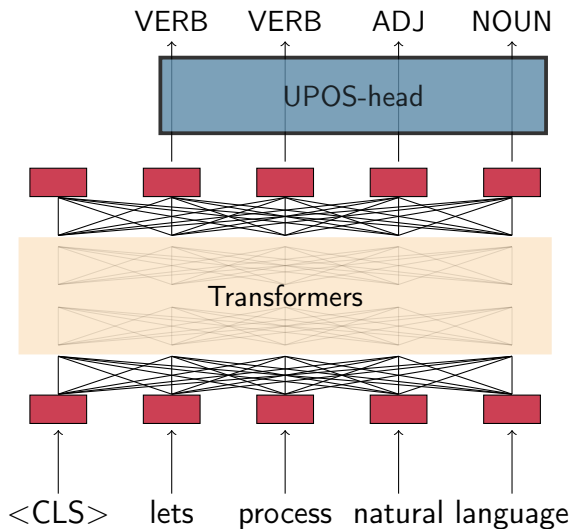 VERB VERB ADJ NOUN
UPOS-head
Transformers
<CLS> lets process natural language